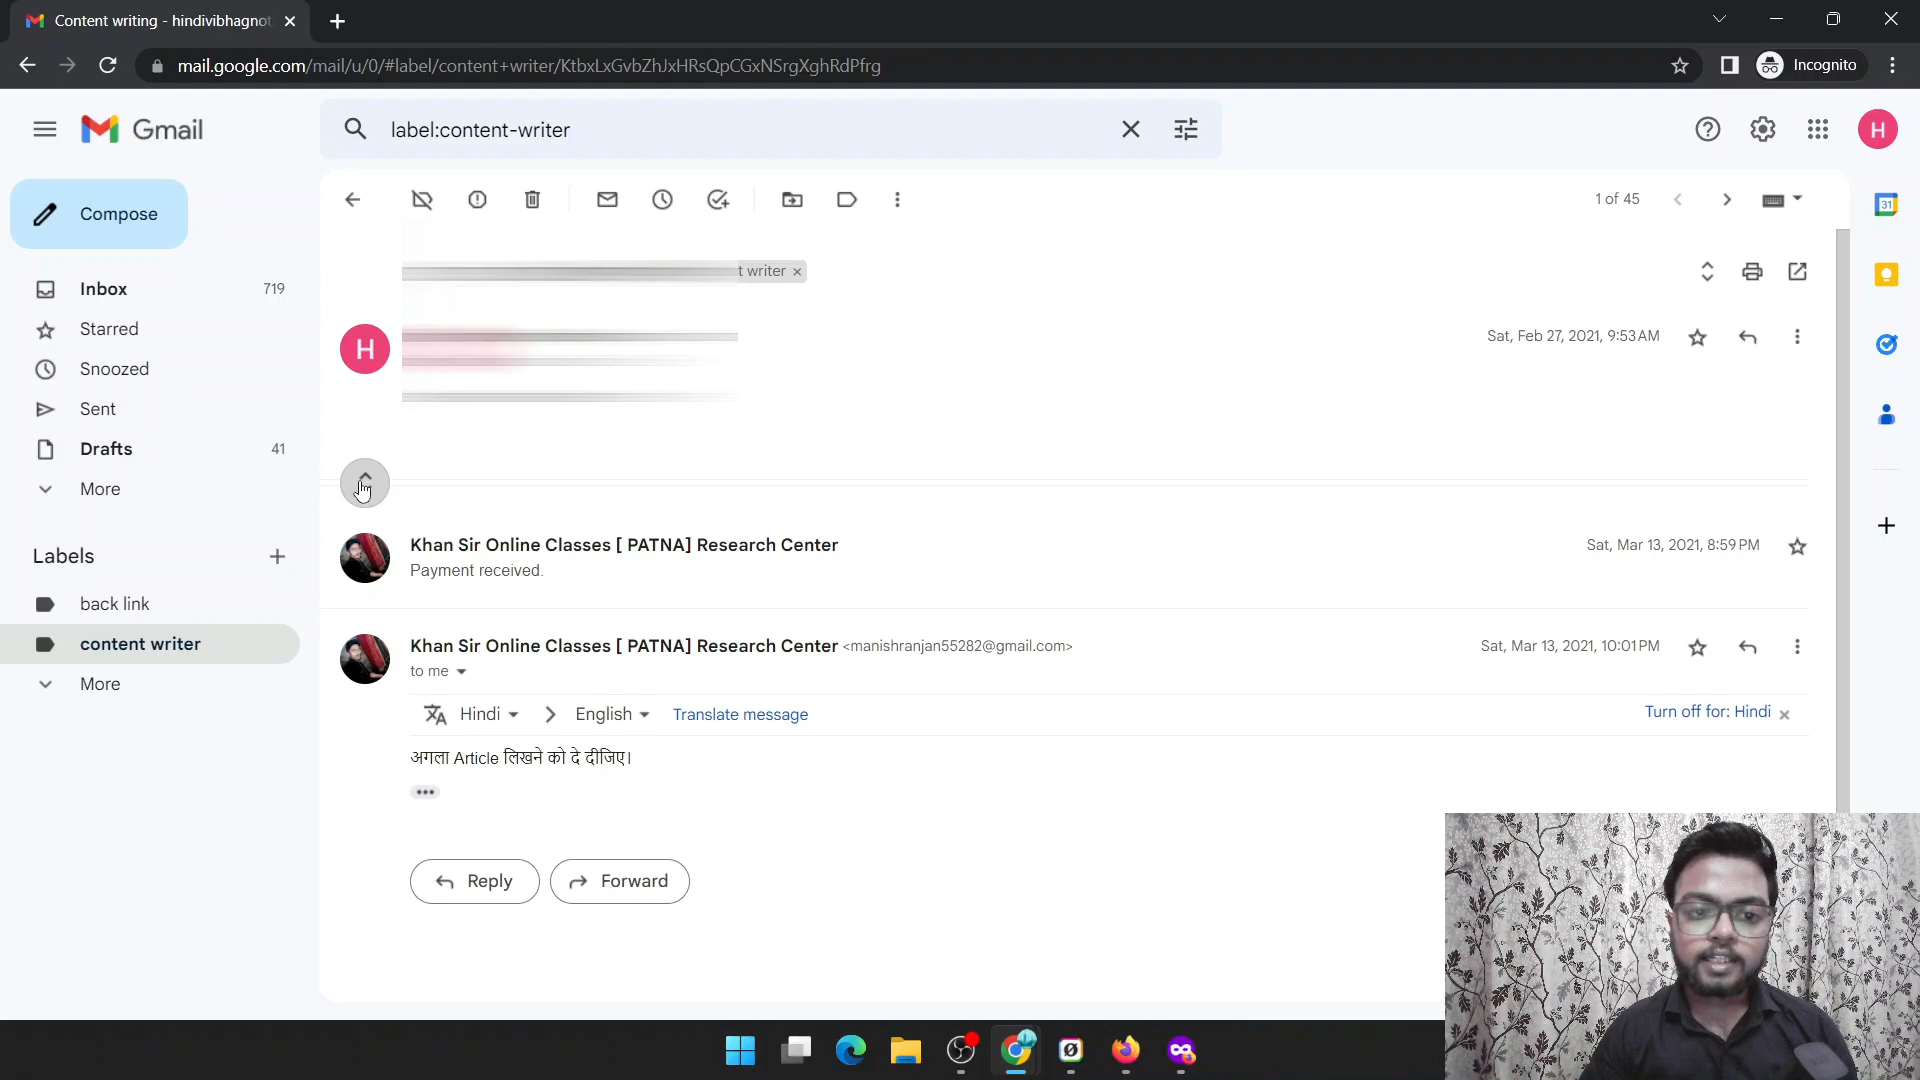 Content writing - hindivibhagnot
mail.google.com/mail/u/0/#label/content+writer/KtbxLxGvbZhJxHRsQpCGxNSrgXghRdPfrg
Incognito
Gmail
label:content-writer
Compose
1 of 45
Inbox 719
Starred
Snoozed
Sent
Drafts 41
More
Labels
back link
content writer
More
t writer
H
H
Sat, Feb 27, 2021, 9:53 AM
Khan Sir Online Classes [ PATNA] Research Center
Sat, Mar 13, 2021, 8:59 PM
Payment received.
Khan Sir Online Classes [ PATNA] Research Center <manishranjan55282@gmail.com>
Sat, Mar 13, 2021, 10:01 PM
to me
Hindi English Translate message
Turn off for: Hindi
अगला Article लिखने को दे दीजिए।
Reply
Forward
31